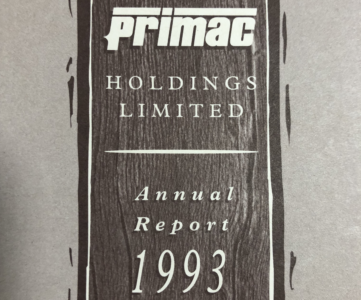 primac
HOLDINGS
LIMITED
Annual
Report
1993